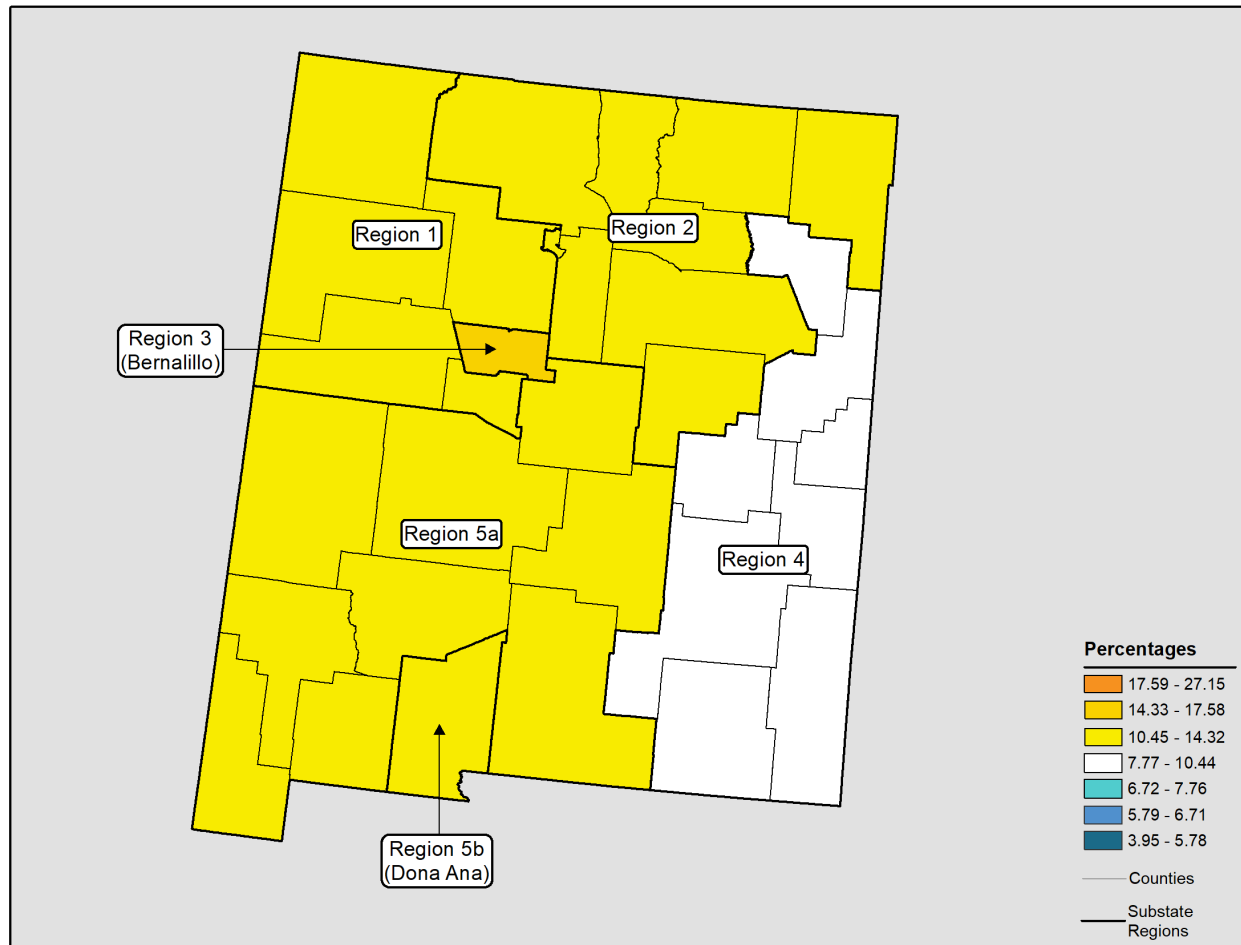 Region 1
Region 2
Region 3
(Bernalillo)
Region 5a
Region 4
Region 5b
(Dona Ana)
Percentages
17.59 - 27.15
14.33 - 17.58
10.45 - 14.32
7.77 - 10.44
6.72 - 7.76
5.79 - 6.71
3.95 - 5.78
Counties
Substate
Regions